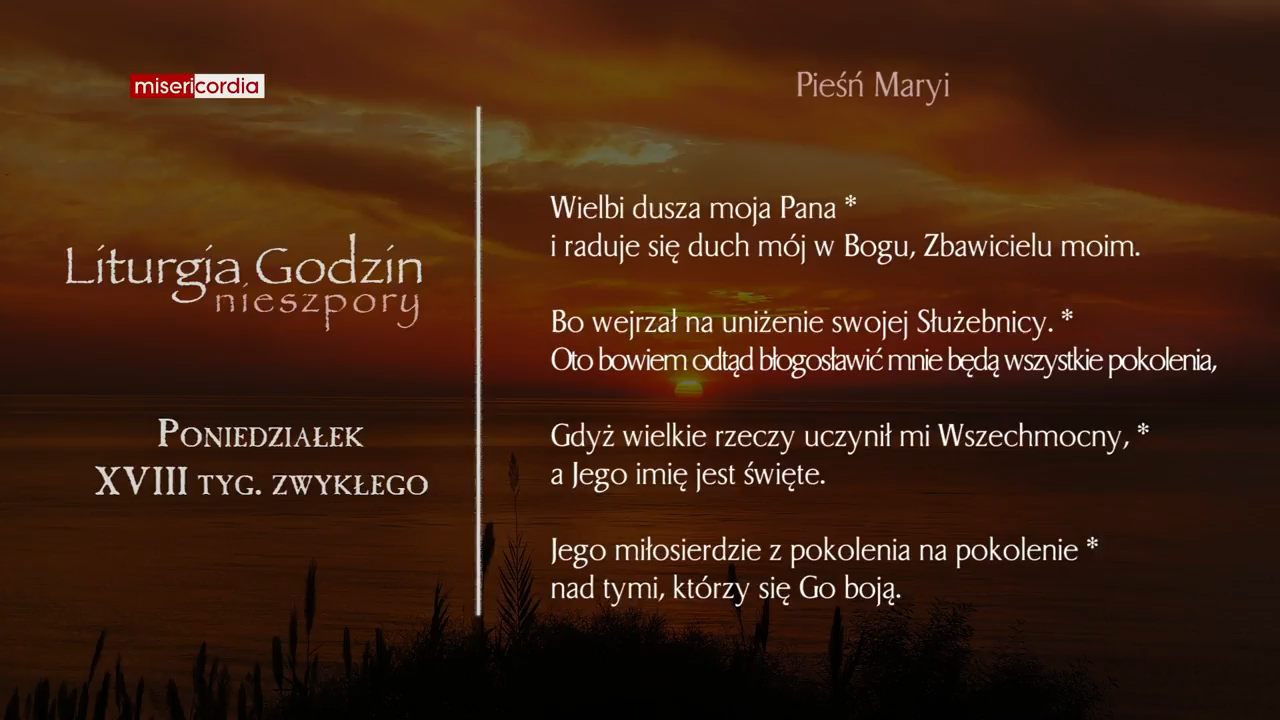 misericordia
Liturgia Godzin
nieszpory
Poniedziałek
XVIII tyg. zwykłego
Pieśń Maryi
Wielbi dusza moja Pana *
i raduje się duch mój w Bogu, Zbawicielu moim.
Bo wejrzał na uniżenie swojej Służebnicy. *
Oto bowiem odtąd błogosławić mnie będą wszystkie pokolenia,
Gdyż wielkie rzeczy uczynił mi Wszechmocny, *
a Jego imię jest święte.
Jego miłosierdzie z pokolenia na pokolenie *
nad tymi, którzy się Go boją.